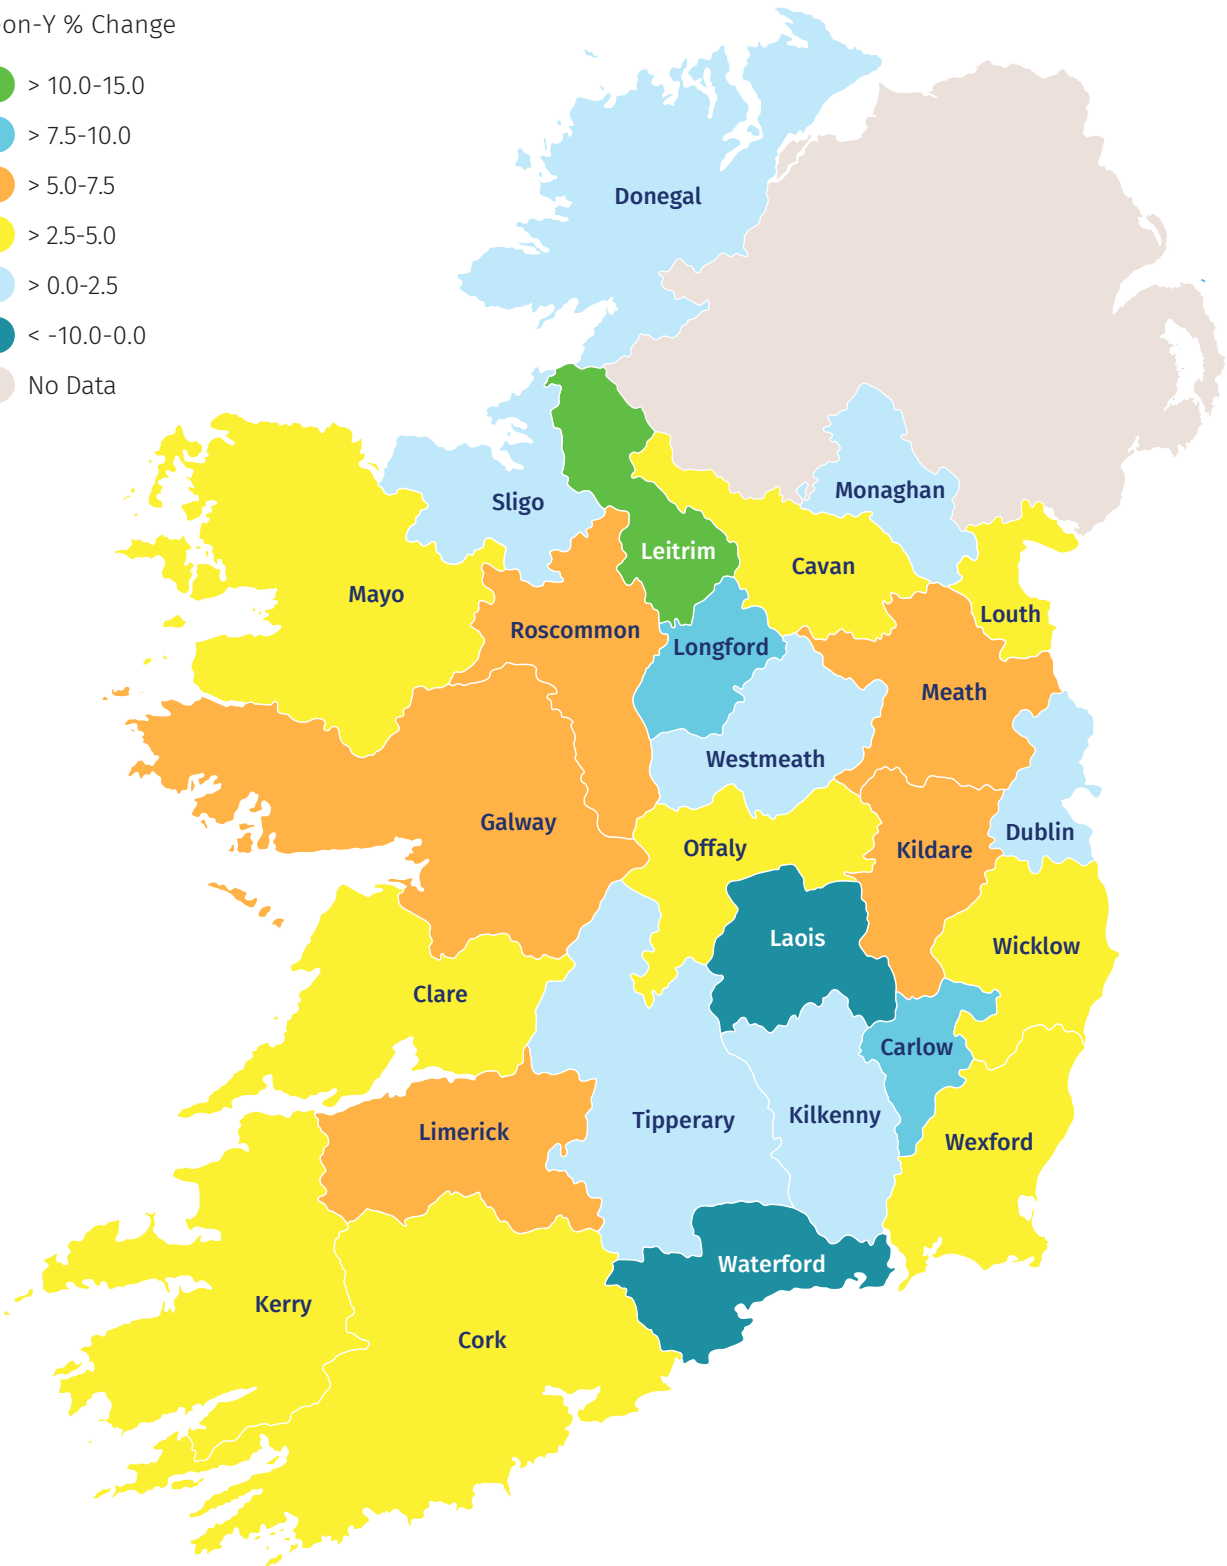 -on-Y % Change
> 10.0-15.0
> 7.5-10.0
> 5.0-7.5
> 2.5-5.0
> 0.0-2.5
< -10.0-0.0
No Data
Donegal
Monaghan
Sligo
Leitrim
Cavan
Mayo
Louth
Roscommon
Longford
Meath
Westmeath
Galway
Dublin
Offaly
Kildare
Laois
Wicklow
Clare
Carlow
Kilkenny
Tipperary
Limerick
Wexford
Waterford
Kerry
Cork